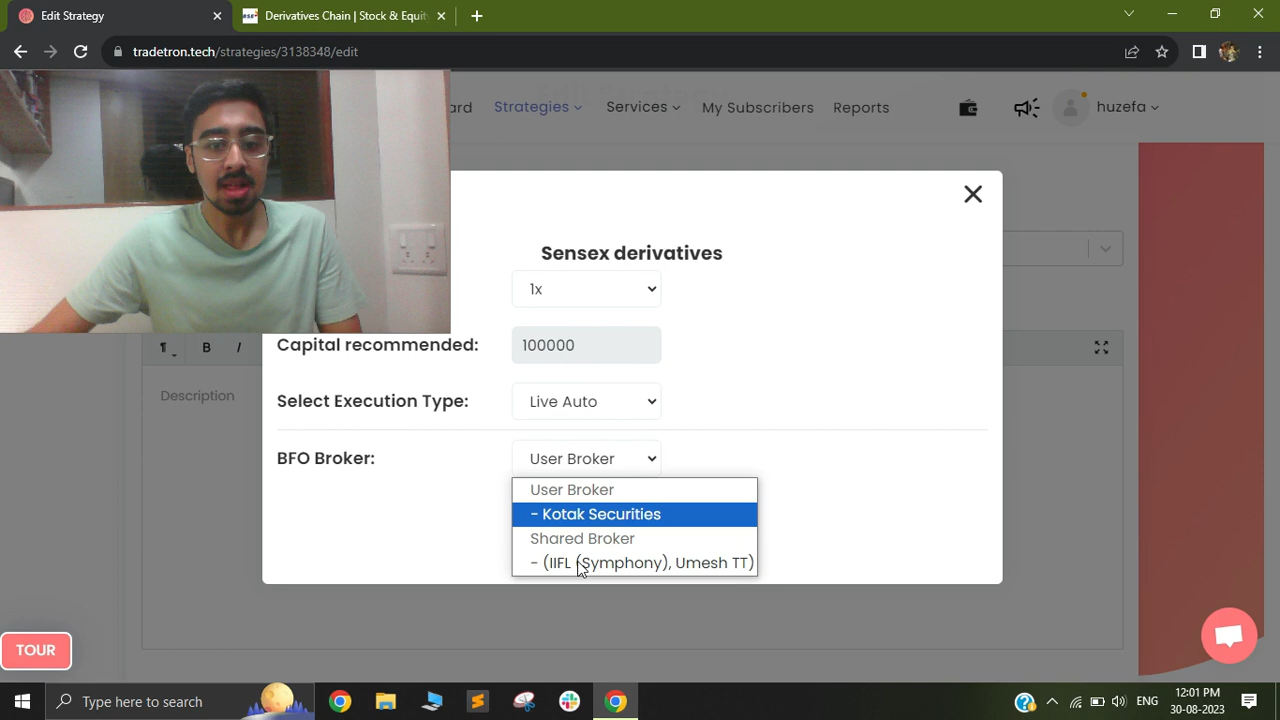 Edit Strategy
BSE Derivatives Chain | Stock & Equity
tradetron.tech/strategies/3138348/edit
ard Strategies Services My Subscribers Reports huzefa
Sensex derivatives
1x
Capital recommended: 100000
¶ B I
Description
Select Execution Type: Live Auto
BFO Broker: User Broker
User Broker
- Kotak Securities
Shared Broker
- (IIFL (Symphony), Umesh TT)
TOUR
Type here to search
ENG
12:01 PM
30-08-2023